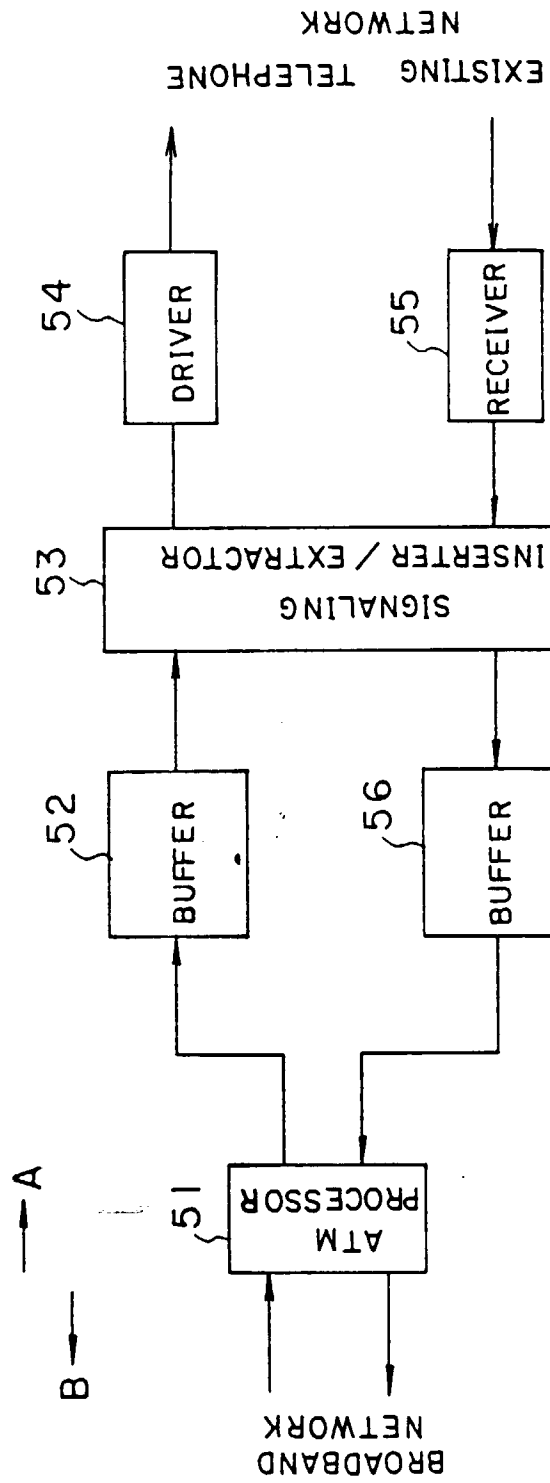 A
B
BROADBAND
NETWORK
51
ATM
PROCESSOR
52
BUFFER
56
BUFFER
53
SIGNALING
INSERTER / EXTRACTOR
54
DRIVER
55
RECEIVER
EXISTING TELEPHONE
NETWORK